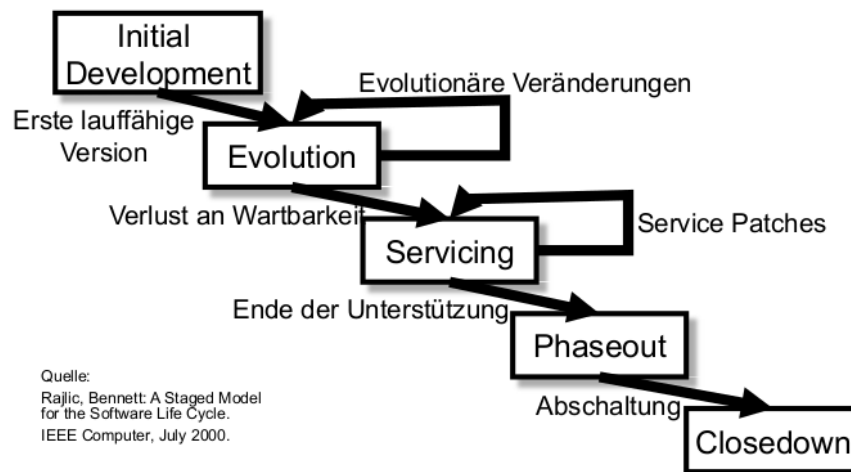 Initial
Development
Evolutionäre Veränderungen
Erste lauffähige
Version
Evolution
Verlust an Wartbarkeit
Servicing
Service Patches
Ende der Unterstützung
Phaseout
Quelle:
Rajlic, Bennett: A Staged Model
for the Software Life Cycle.
IEEE Computer, July 2000.
Abschaltung
Closedown